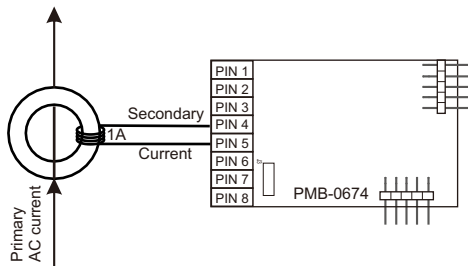 PIN 1
PIN 2
PIN 3
PIN 4
PIN 5
PIN 6
PIN 7
PIN 8
Secondary
1A
Current
PMB-0674
Primary
AC current